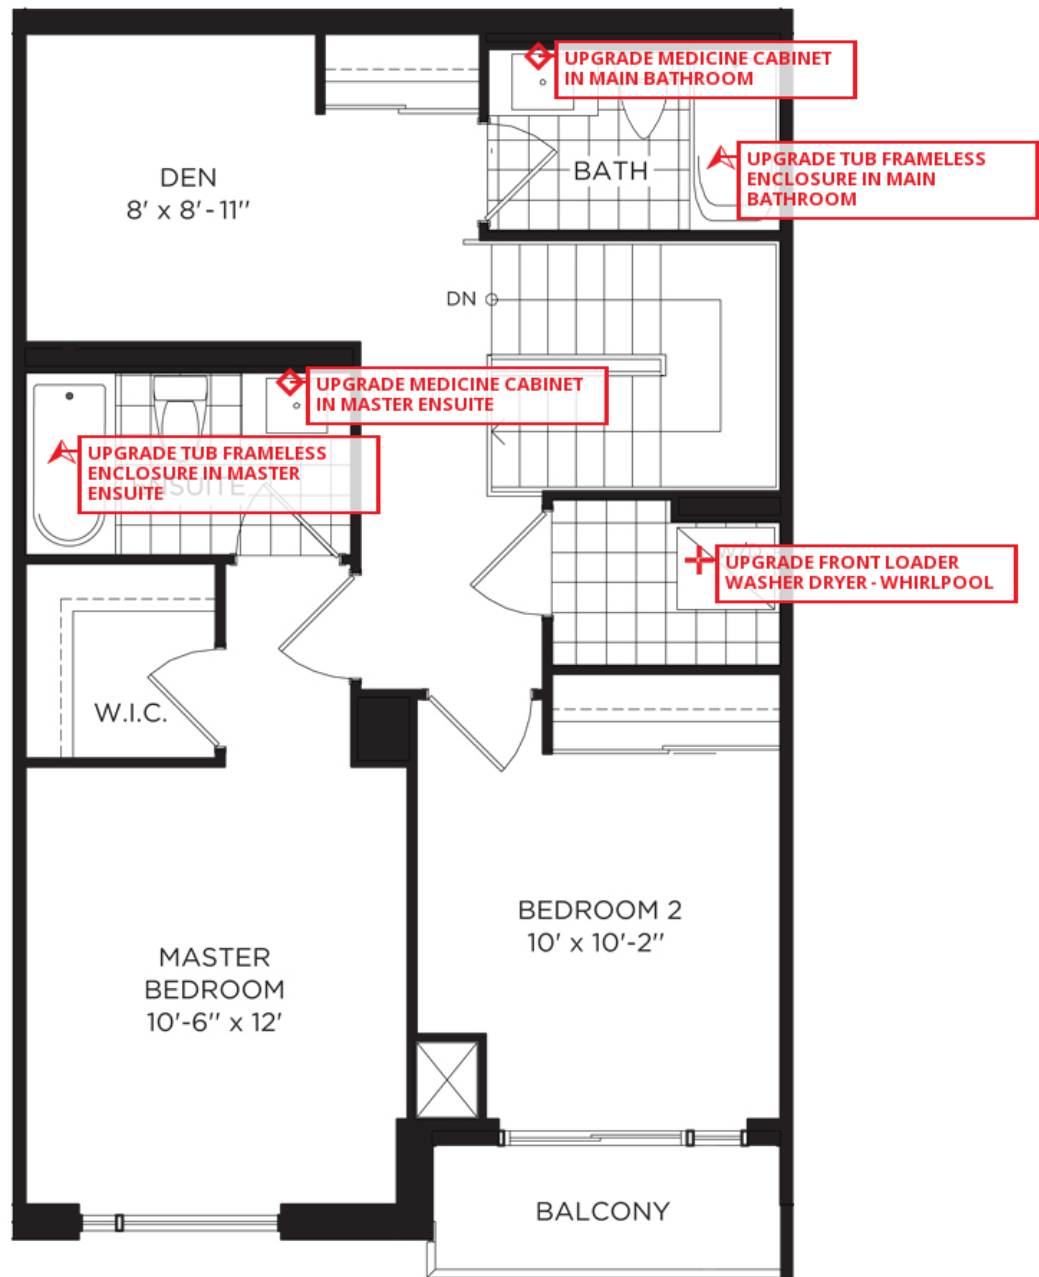 UPGRADE MEDICINE CABINET
IN MAIN BATHROOM
UPGRADE TUB FRAMELESS
ENCLOSURE IN MAIN
BATHROOM
BATH
DEN
8' x 8'-11"
DN
UPGRADE MEDICINE CABINET
IN MASTER ENSUITE
UPGRADE TUB FRAMELESS
ENCLOSURE IN MASTER
ENSUITE
ENSUITE
UPGRADE FRONT LOADER
WASHER DRYER - WHIRLPOOL
W.I.C.
BEDROOM 2
10' x 10'-2"
MASTER
BEDROOM
10'-6" x 12'
BALCONY